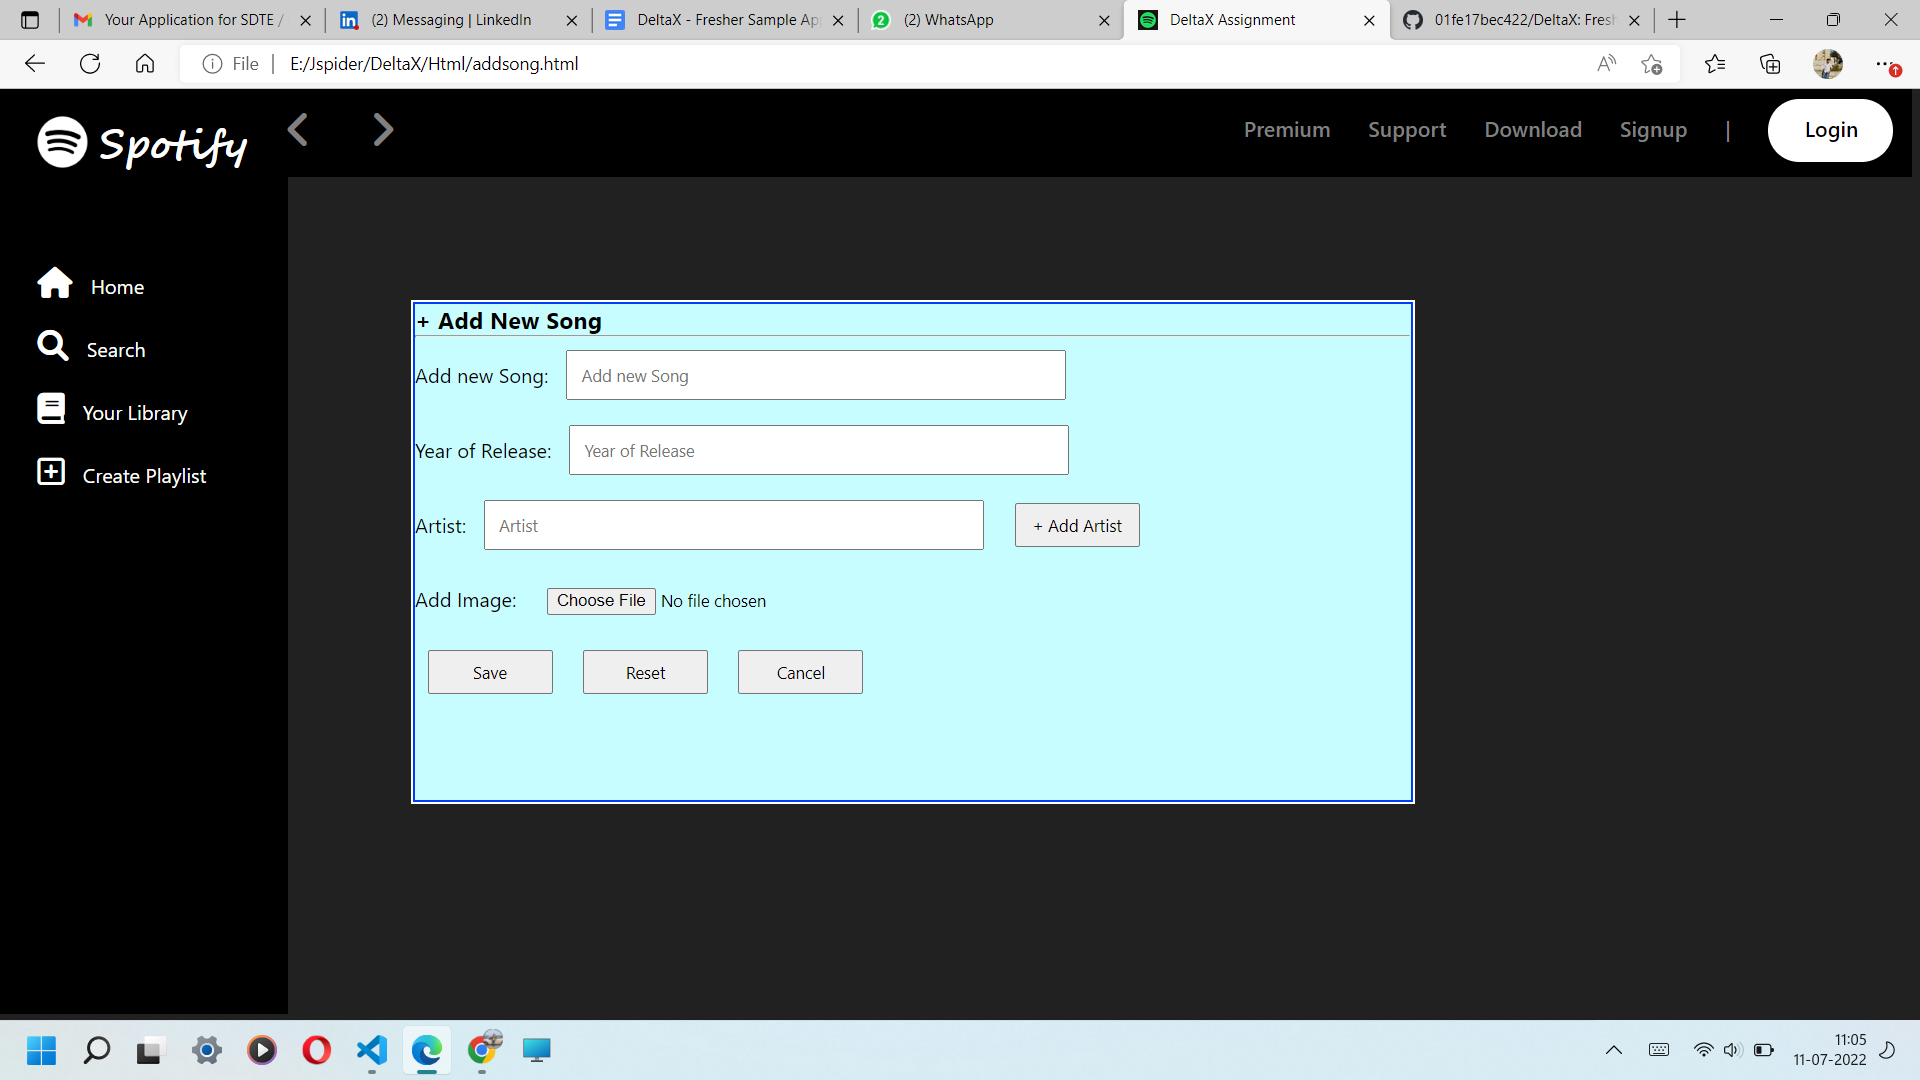 Your Application for SDTE /
(2) Messaging | LinkedIn
DeltaX - Fresher Sample Ap
(2) WhatsApp
DeltaX Assignment
01fe17bec422/DeltaX: Fres
File | E:/Jspider/DeltaX/Html/addsong.html
Spotify
Premium Support Download Signup | Login
Home
Search
Your Library
Create Playlist
+ Add New Song
Add new Song: Add new Song
Year of Release: Year of Release
Artist: Artist + Add Artist
Add Image: Choose File No file chosen
Save Reset Cancel
11:05
11-07-2022